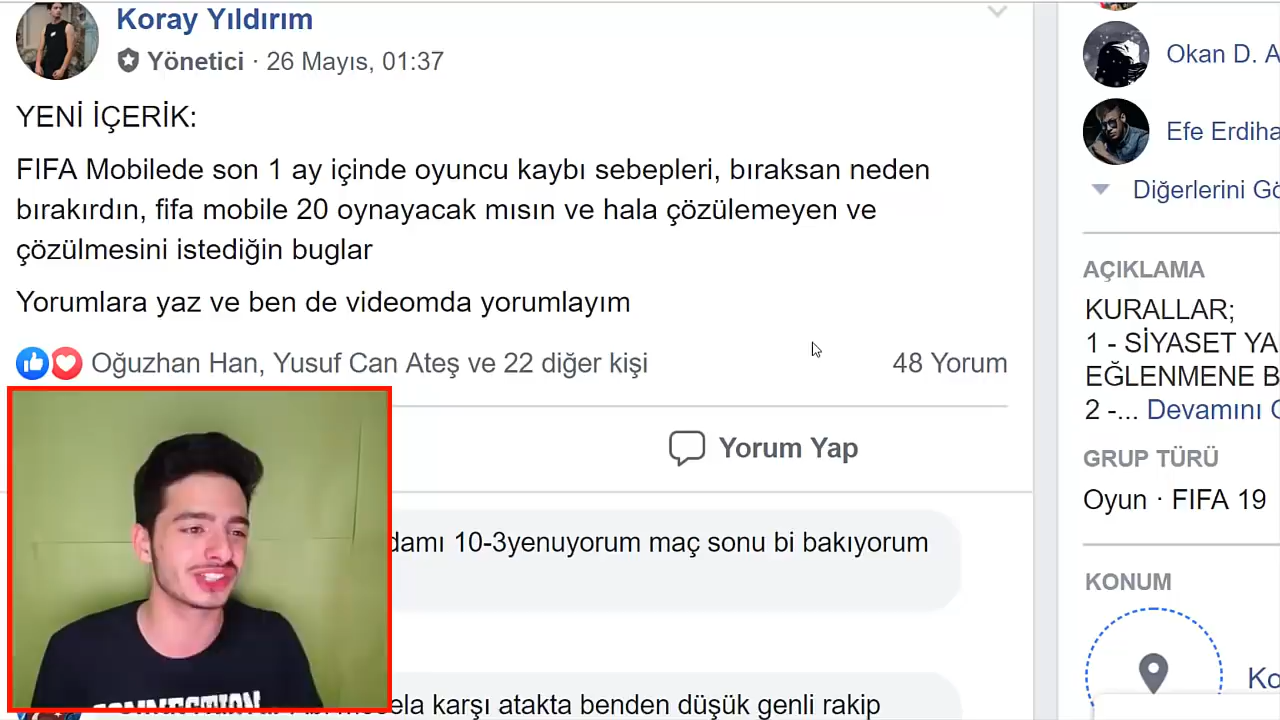 Koray Yıldırım
Yönetici · 26 Mayıs, 01:37
YENİ İÇERİK:
FIFA Mobilede son 1 ay içinde oyuncu kaybı sebepleri, bıraksan neden
bırakırdın, fifa mobile 20 oynayacak mısın ve hala çözülemeyen ve
çözülmesini istediğin buglar
Yorumlara yaz ve ben de videomda yorumlayım
Oğuzhan Han, Yusuf Can Ateş ve 22 diğer kişi
48 Yorum
Yorum Yap
damı 10-3yenuyorum maç sonu bi bakıyorum
karşı atakta benden düşük genli rakip
CONNECTION
Okan D. A
Efe Erdiha
Diğerlerini Gö
AÇIKLAMA
KURALLAR;
1 - SİYASET YA
EĞLENMENE B
2 -... Devamını G
GRUP TÜRÜ
Oyun · FIFA 19
KONUM
Ko